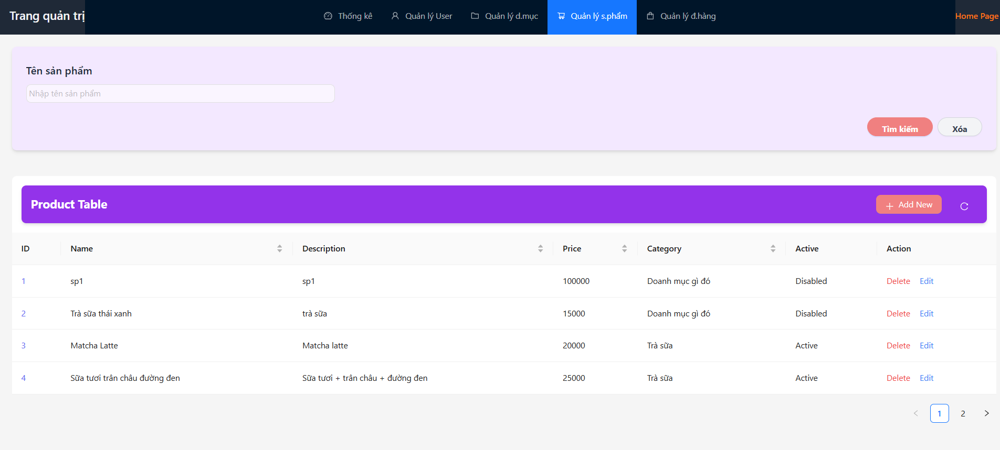 Trang quản trị Thống kê Quản lý User Quản lý d.mục Quản lý s.phẩm Quản lý đ.hàng Home Page
Tên sản phẩm
Nhập tên sản phẩm
Tìm kiếm Xóa
Product Table + Add New
ID Name Description Price Category Active Action
1 sp1 sp1 100000 Doanh mục gì đó Disabled Delete Edit
2 Trà sữa thái xanh trà sữa 15000 Doanh mục gì đó Disabled Delete Edit
3 Matcha Latte Matcha latte 20000 Trà sữa Active Delete Edit
4 Sữa tươi trân châu đường đen Sữa tươi + trân châu + đường đen 25000 Trà sữa Active Delete Edit
< 1 2 >